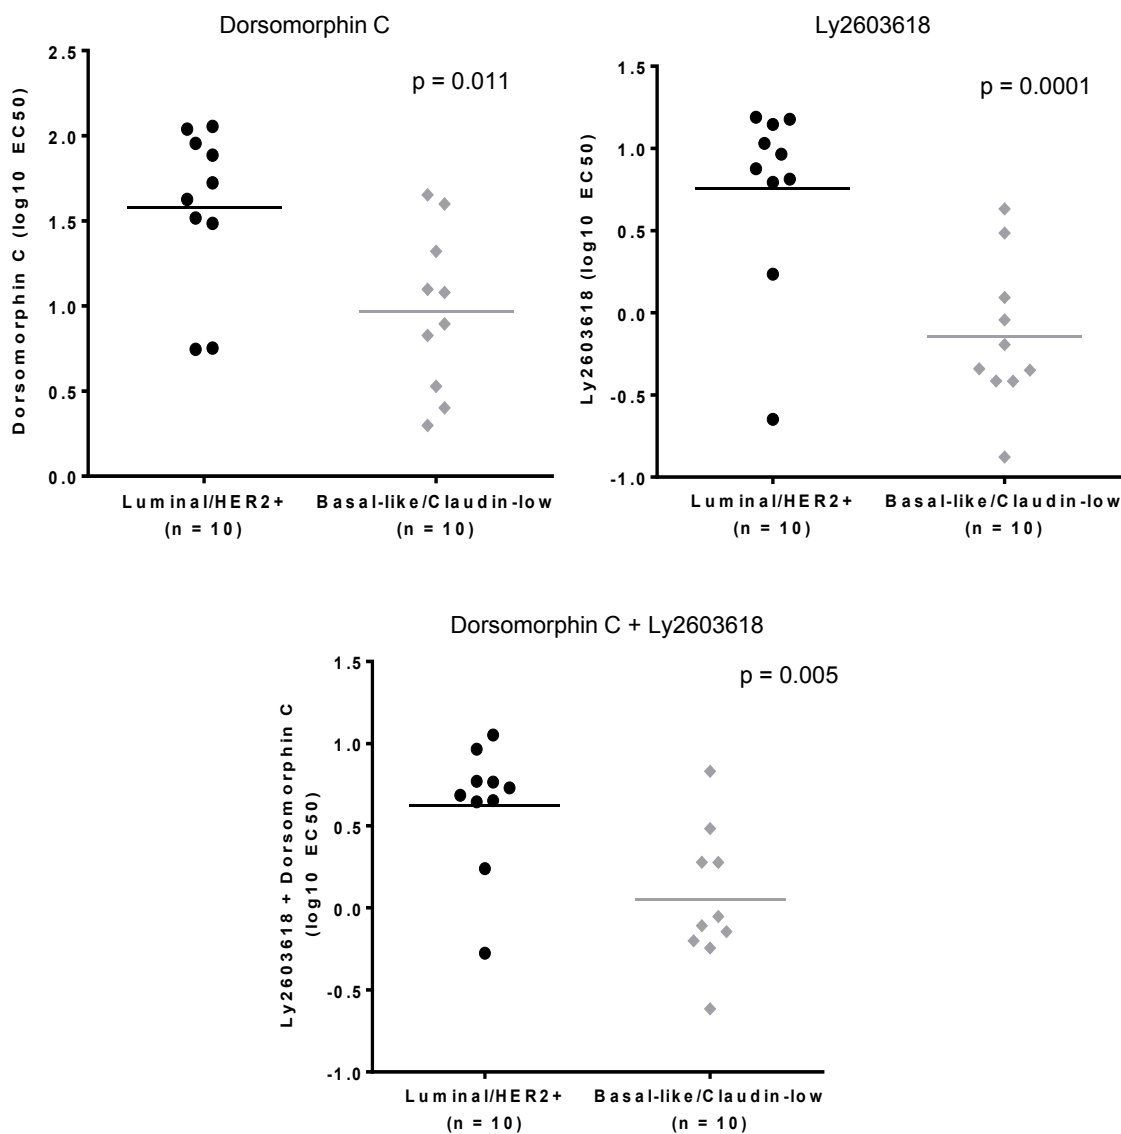 Dorsomorphin C
p = 0.011
Dorsomorphin C (log10 EC50)
2.5
2.0
1.5
1.0
0.5
0.0
Luminal/HER2+
(n = 10)
Basal-like/Claudin-low
(n = 10)
Ly2603618
p = 0.0001
Ly2603618 (log10 EC50)
1.5
1.0
0.5
0.0
-0.5
-1.0
Luminal/HER2+
(n = 10)
Basal-like/Claudin-low
(n = 10)
Dorsomorphin C + Ly2603618
p = 0.005
Ly2603618 + Dorsomorphin C
(log10 EC50)
1.5
1.0
0.5
0.0
-0.5
-1.0
Luminal/HER2+
(n = 10)
Basal-like/Claudin-low
(n = 10)